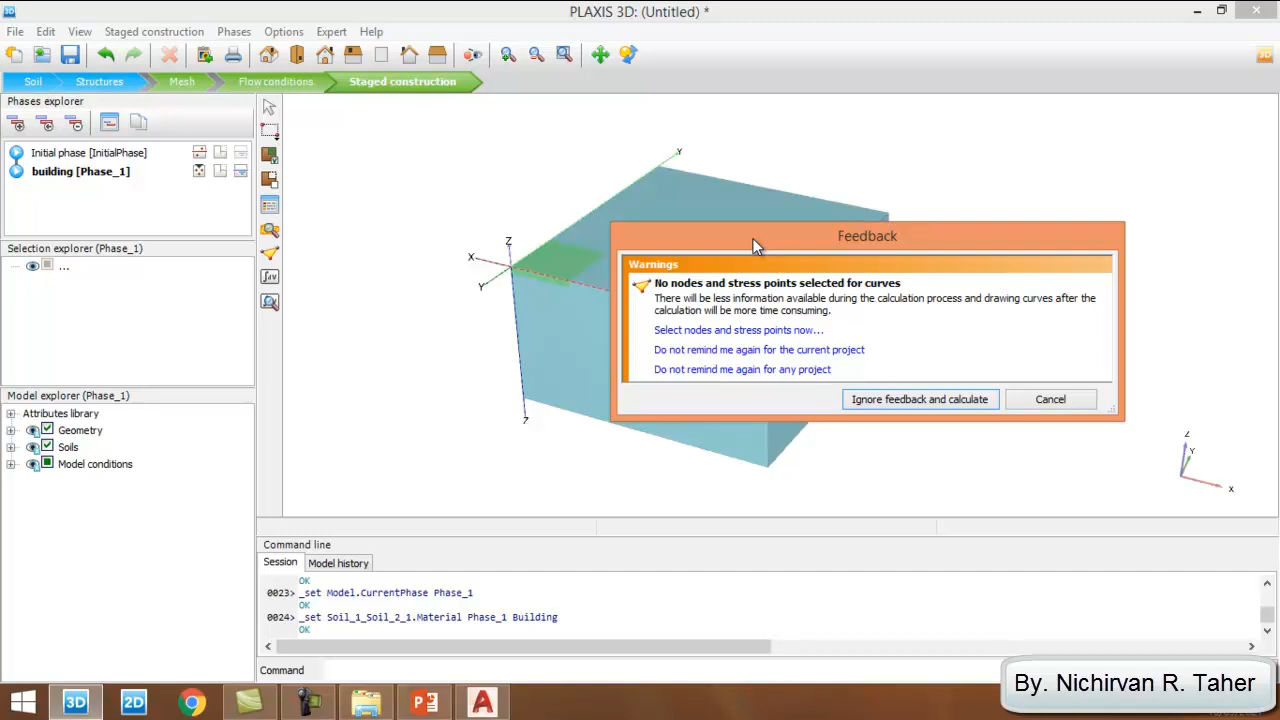 PLAXIS 3D: (Untitled) *
File Edit View Staged construction Phases Options Expert Help
Soil Structures Mesh Flow conditions Staged construction
Phases explorer
Initial phase [InitialPhase]
building [Phase_1]
Selection explorer (Phase_1)
...
Model explorer (Phase_1)
Attributes library
Geometry
Soils
Model conditions
Y
Z
X
Y
Z
Feedback
Warnings
No nodes and stress points selected for curves
There will be less information available during the calculation process and drawing curves after the
calculation will be more time consuming.
Select nodes and stress points now...
Do not remind me again for the current project
Do not remind me again for any project
Ignore feedback and calculate Cancel
Z
Y
X
Command line
Session Model history
OK
0023> _set Model.CurrentPhase Phase_1
OK
0024> _set Soil_1_Soil_2_1.Material Phase_1 Building
OK
Command
3D 2D
By. Nichirvan R. Taher